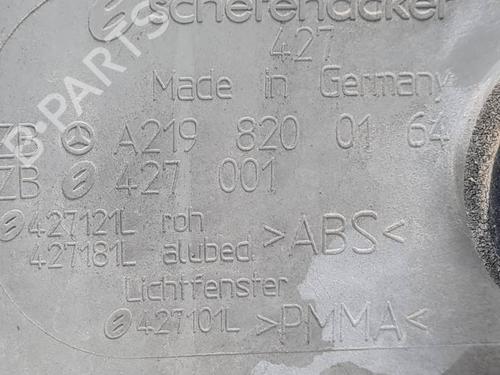 schefenacker
427
Made in Germany
ZB A219 820 01 64
ZB 427 001
427121L roh
427181L alubed >ABS<
Lichtfenster
427101L >PMMA<
B-PARTS